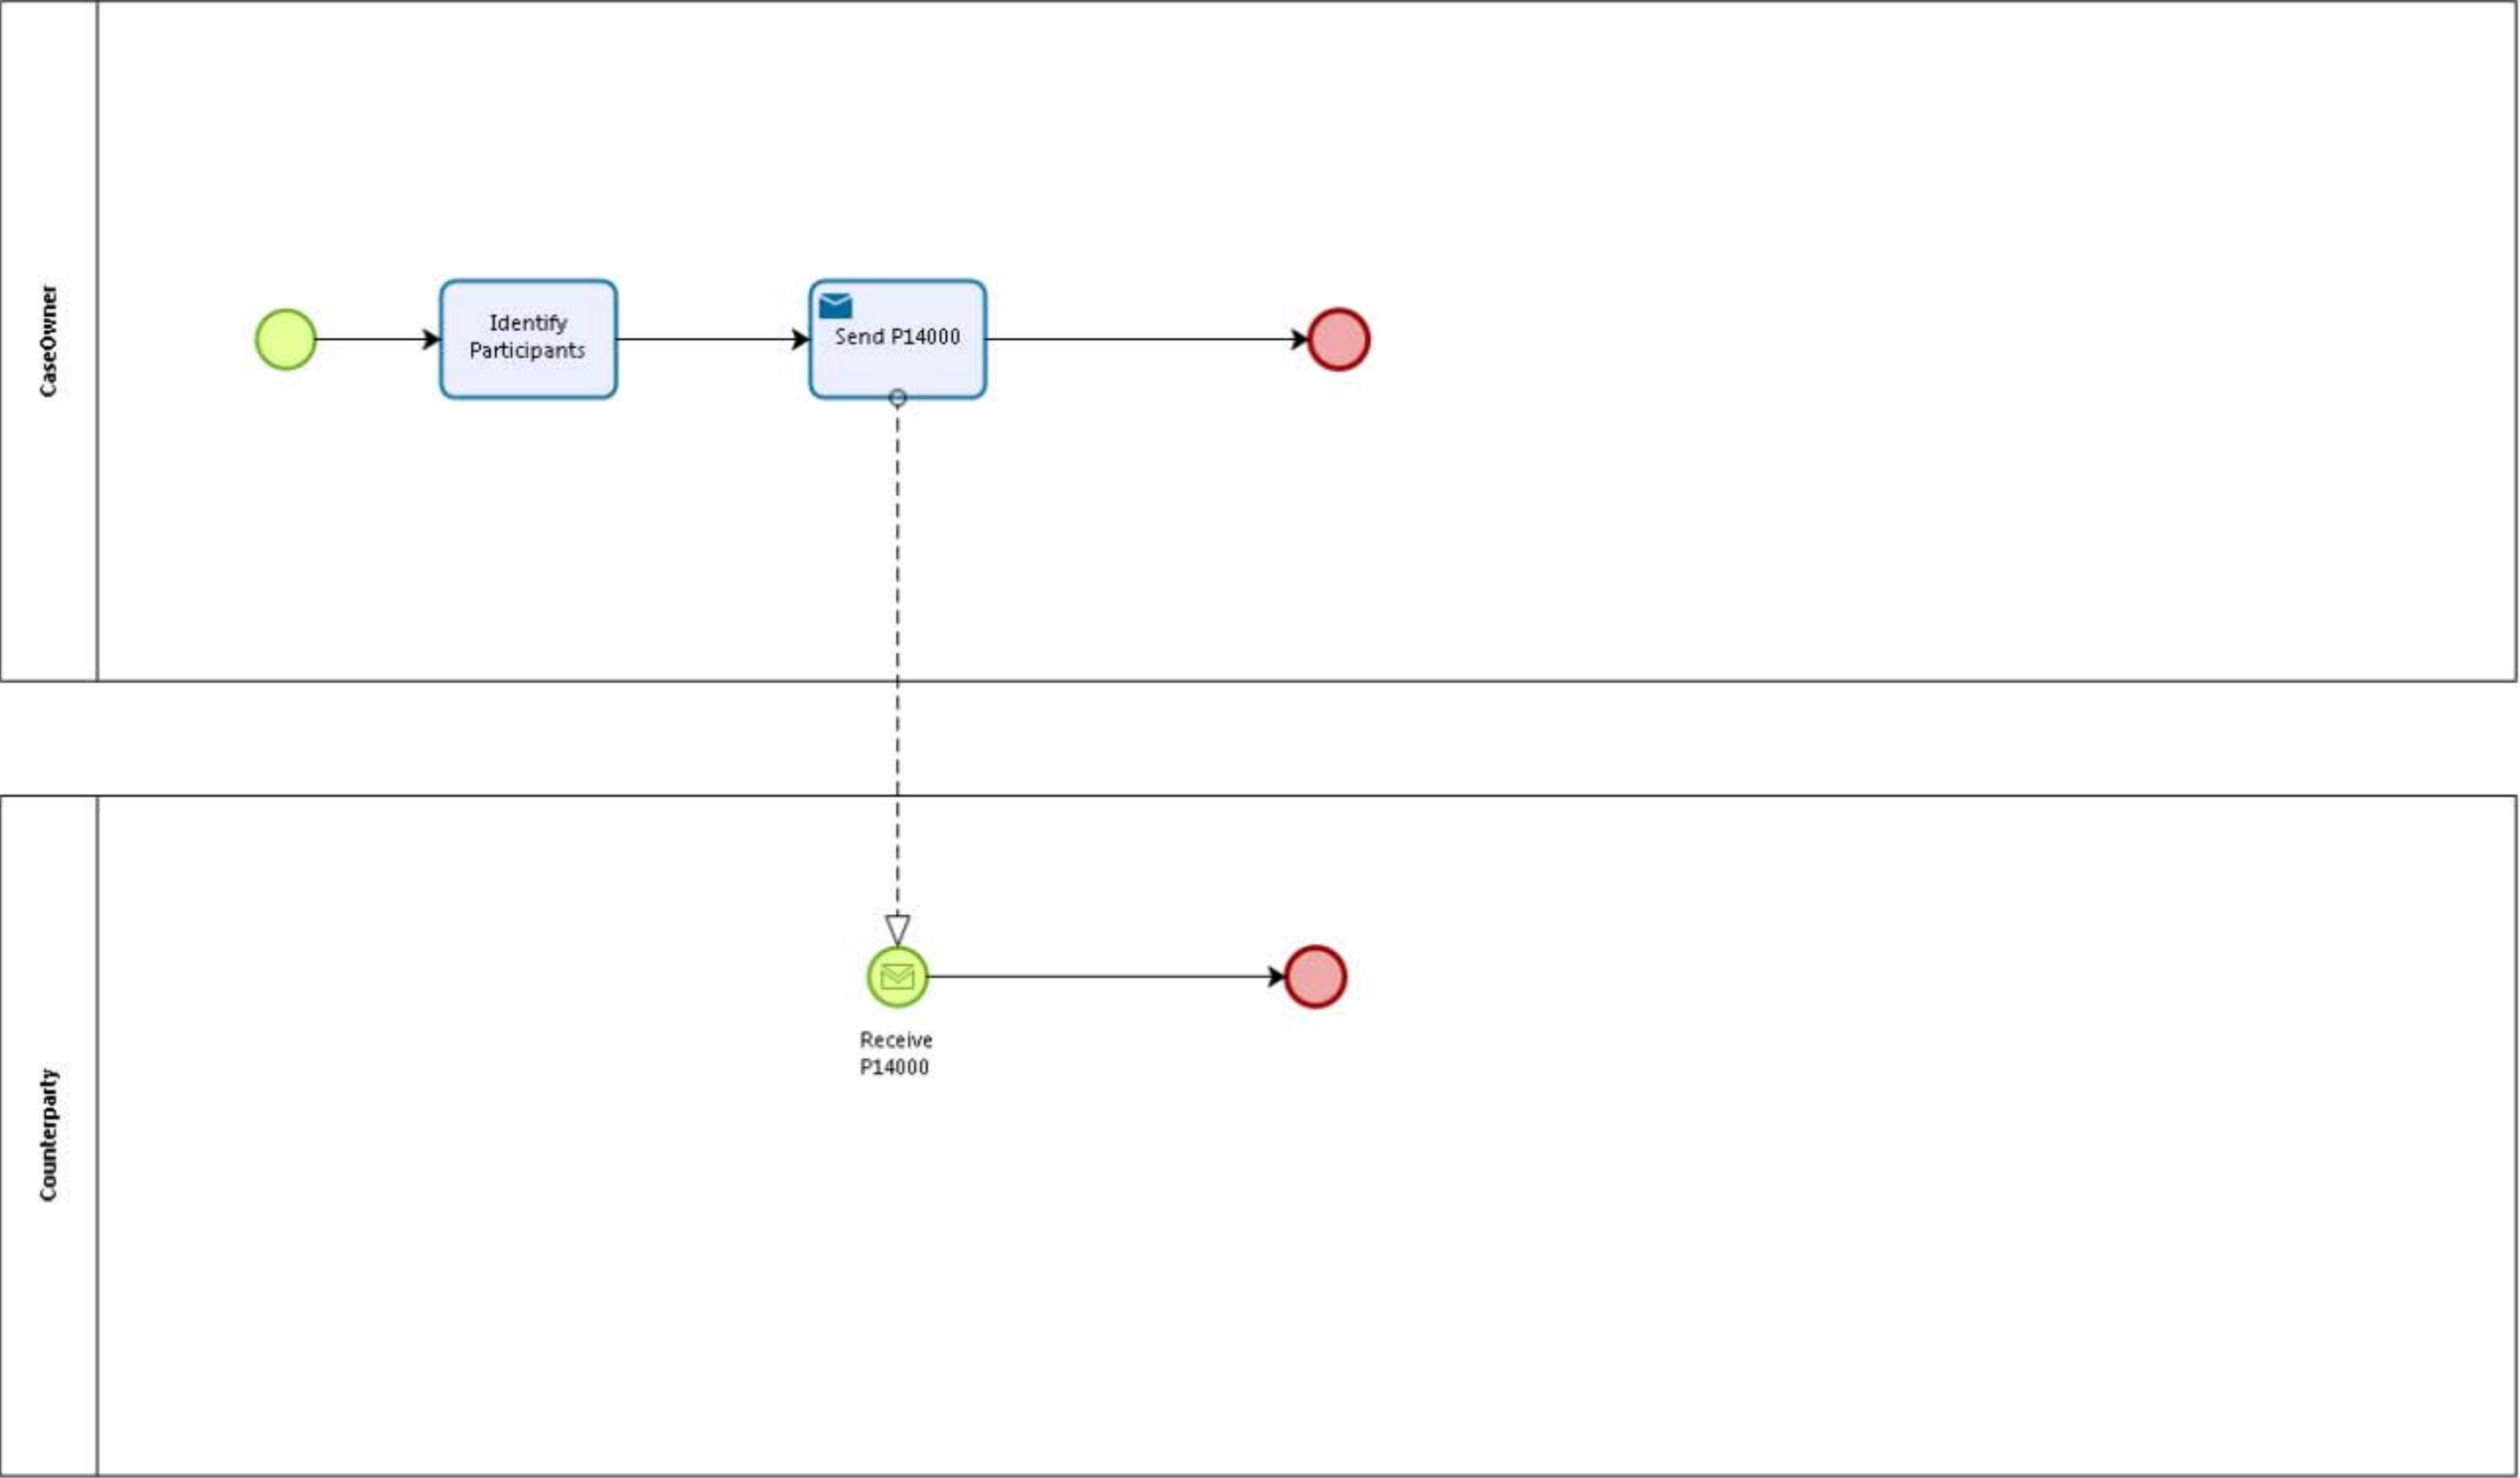 CaseOwner
Identify
Participants
Send P14000
Counterparty
Receive
P14000